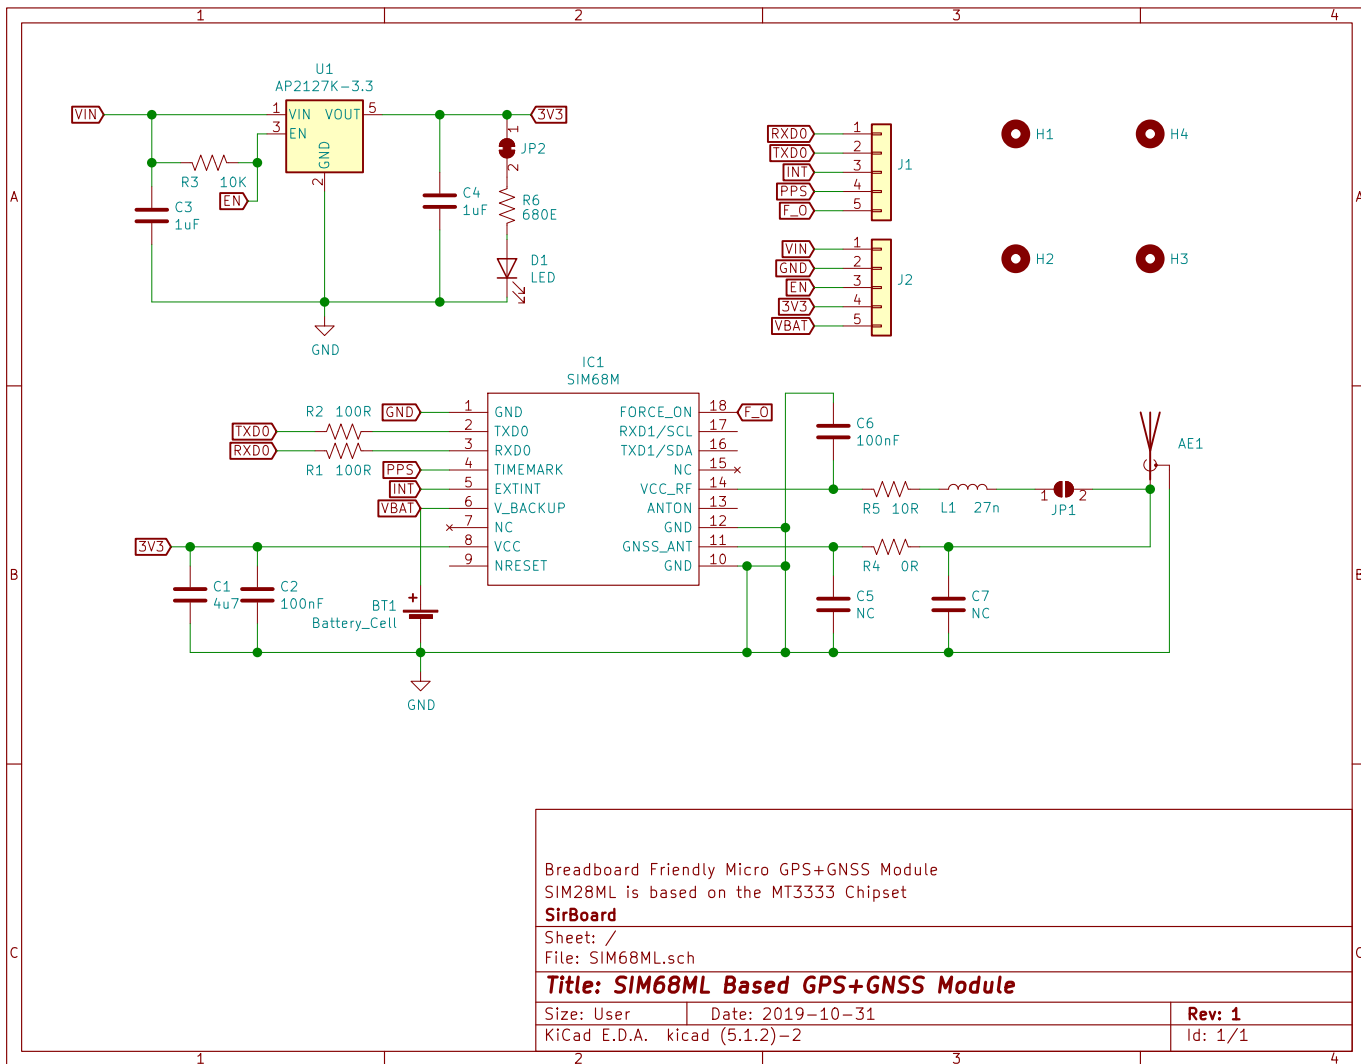 1 2 3 4
U1
AP2127K-3.3
VIN
1 VIN VOUT 5
3 EN
GND
2
3V3
1
JP2
2
R3 10K
EN
C3
1uF
C4
1uF
R6
680E
D1
LED
GND
RXD0 1
TXD0 2
INT 3
PPS 4
F_O 5
J1
VIN 1
GND 2
EN 3
3V3 4
VBAT 5
J2
H1
H4
H2
H3
A A
IC1
SIM68M
R2 100R
GND 1 GND FORCE_ON 18 F_O
TXD0 2 TXD0 RXD1/SCL 17
RXD0 3 RXD0 TXD1/SDA 16
R1 100R
PPS 4 TIMEMARK NC 15
INT 5 EXTINT VCC_RF 14
VBAT 6 V_BACKUP ANTON 13
7 NC GND 12
3V3 8 VCC GNSS_ANT 11
9 NRESET GND 10
C6
100nF
AE1
R5 10R
L1 27n
1 2
JP1
R4 0R
B B
C1
4u7
C2
100nF
BT1
Battery_Cell
+
C5
NC
C7
NC
GND
Breadboard Friendly Micro GPS+GNSS Module
SIM28ML is based on the MT3333 Chipset
SirBoard
Sheet: /
File: SIM68ML.sch
Title: SIM68ML Based GPS+GNSS Module
Size: User Date: 2019-10-31 Rev: 1
KiCad E.D.A. kicad (5.1.2)-2 Id: 1/1
C C
1 2 3 4